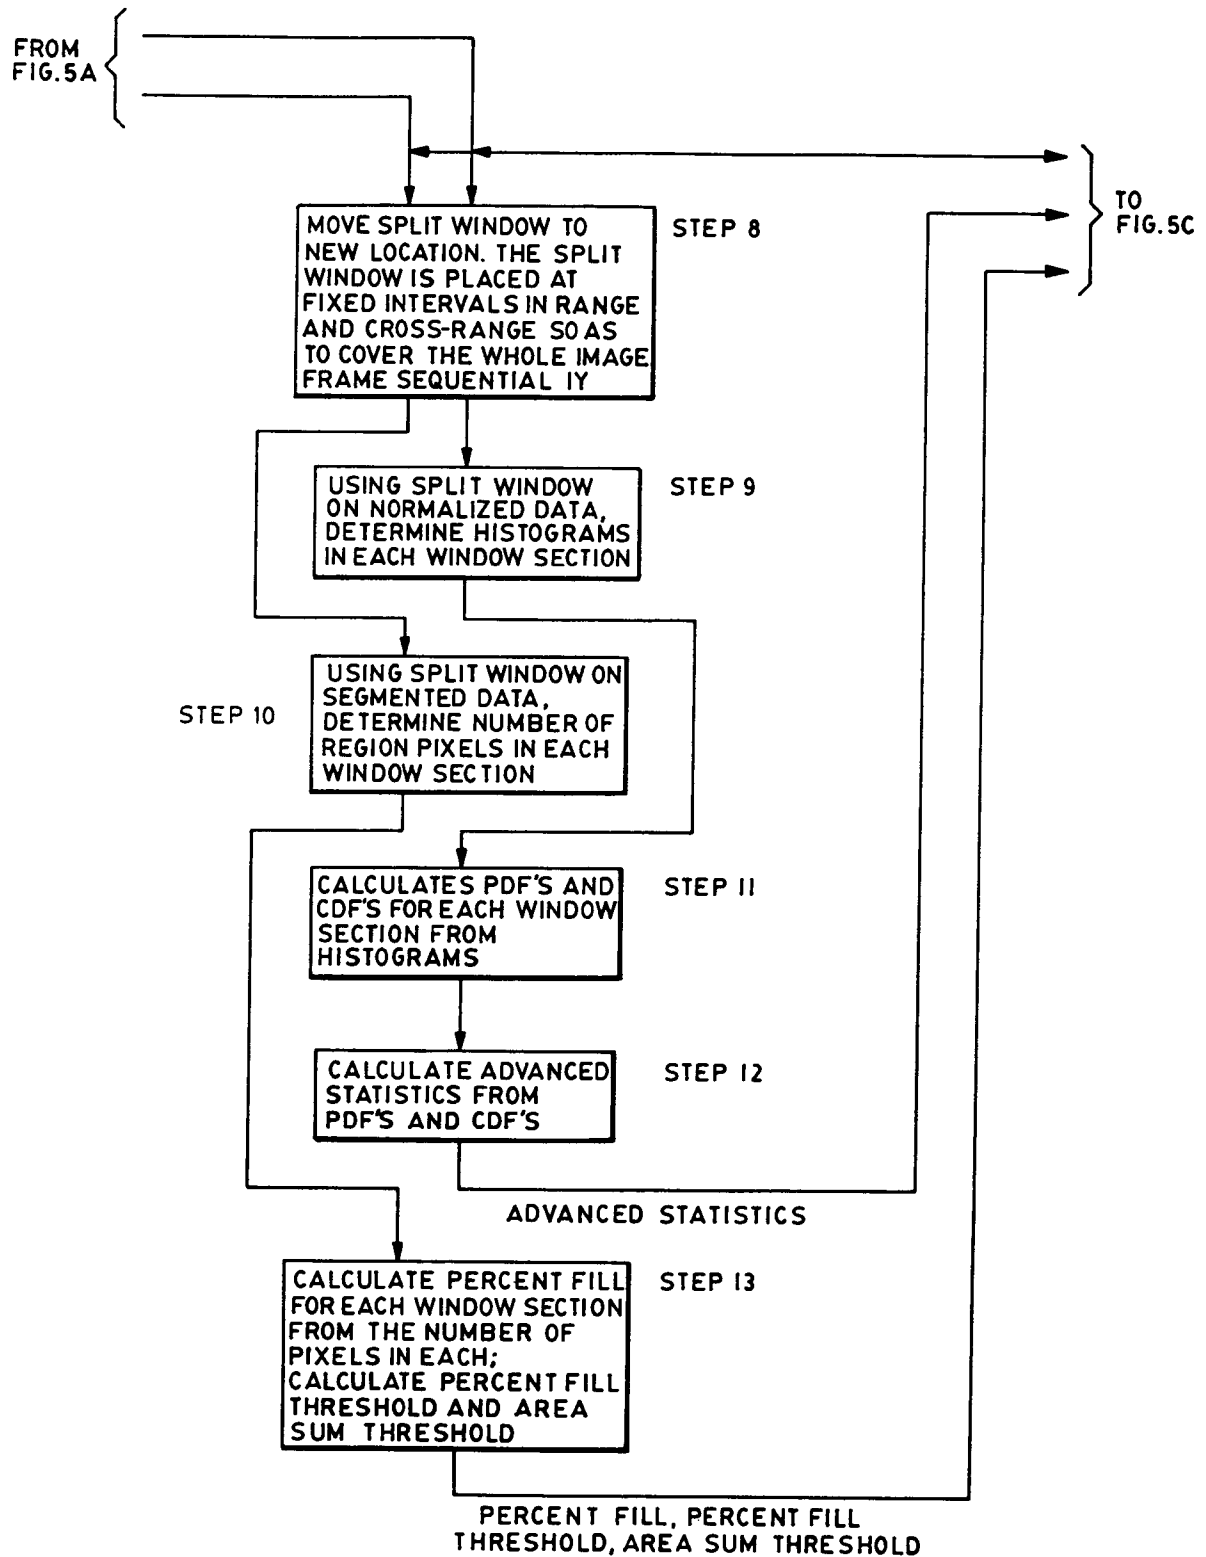 FROM
FIG.5A
TO
FIG.5C
MOVE SPLIT WINDOW TO
NEW LOCATION. THE SPLIT
WINDOW IS PLACED AT
FIXED INTERVALS IN RANGE
AND CROSS-RANGE SO AS
TO COVER THE WHOLE IMAGE
FRAME SEQUENTIAL IY
STEP 8
USING SPLIT WINDOW
ON NORMALIZED DATA,
DETERMINE HISTOGRAMS
IN EACH WINDOW SECTION
STEP 9
USING SPLIT WINDOW ON
SEGMENTED DATA,
DETERMINE NUMBER OF
REGION PIXELS IN EACH
WINDOW SECTION
STEP 10
CALCULATES PDF'S AND
CDF'S FOR EACH WINDOW
SECTION FROM
HISTOGRAMS
STEP 11
CALCULATE ADVANCED
STATISTICS FROM
PDF'S AND CDF'S
STEP 12
ADVANCED STATISTICS
CALCULATE PERCENT FILL
FOR EACH WINDOW SECTION
FROM THE NUMBER OF
PIXELS IN EACH;
CALCULATE PERCENT FILL
THRESHOLD AND AREA
SUM THRESHOLD
STEP 13
PERCENT FILL, PERCENT FILL
THRESHOLD, AREA SUM THRESHOLD